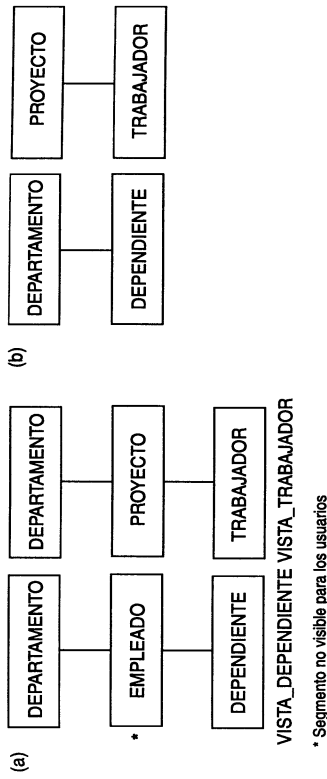 (a)
DEPARTAMENTO
EMPLEADO
*
DEPENDIENTE
VISTA_DEPENDIENTE
DEPARTAMENTO
PROYECTO
TRABAJADOR
VISTA_TRABAJADOR
* Segmento no visible para los usuarios
(b)
DEPARTAMENTO
DEPENDIENTE
PROYECTO
TRABAJADOR